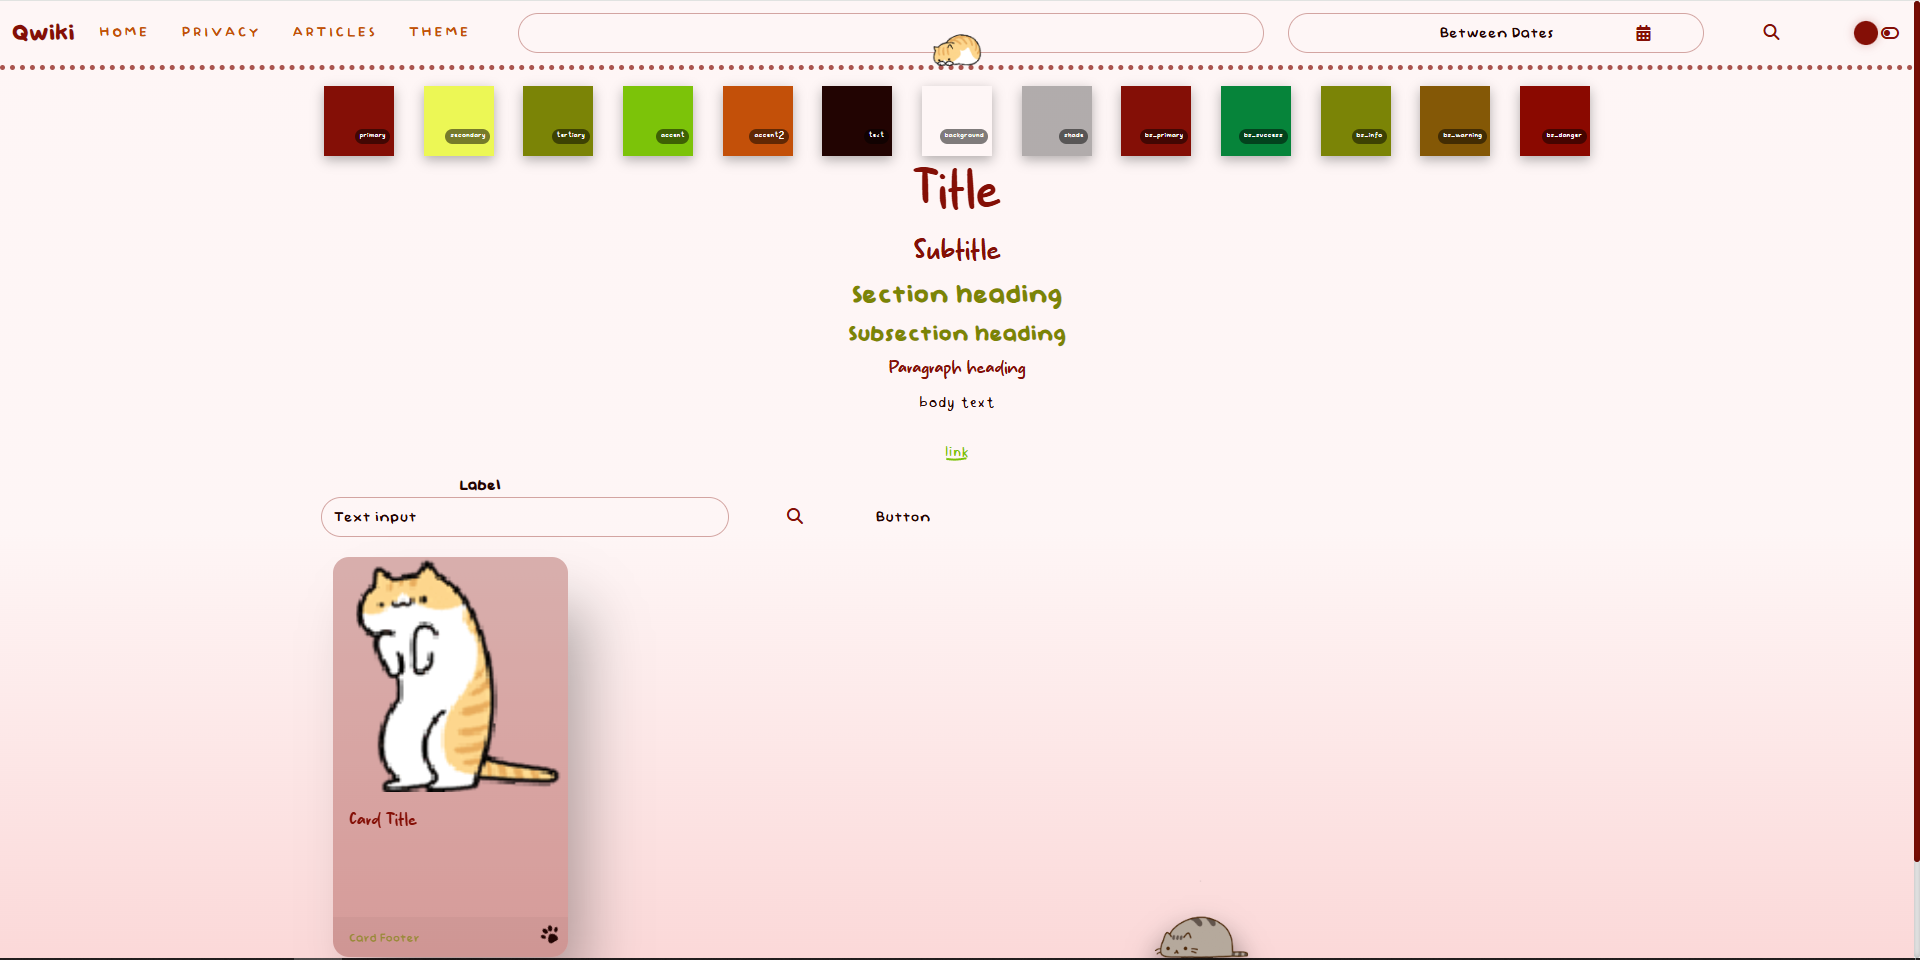 Qwiki HOME PRIVACY ARTICLES THEME Between Dates
primary secondary tertiary accent accent2 text background shade bs_primary bs_success bs_info bs_warning bs_danger
Title
Subtitle
Section heading
Subsection heading
Paragraph heading
body text
link
Label
Text input Button
Card Title
Card Footer